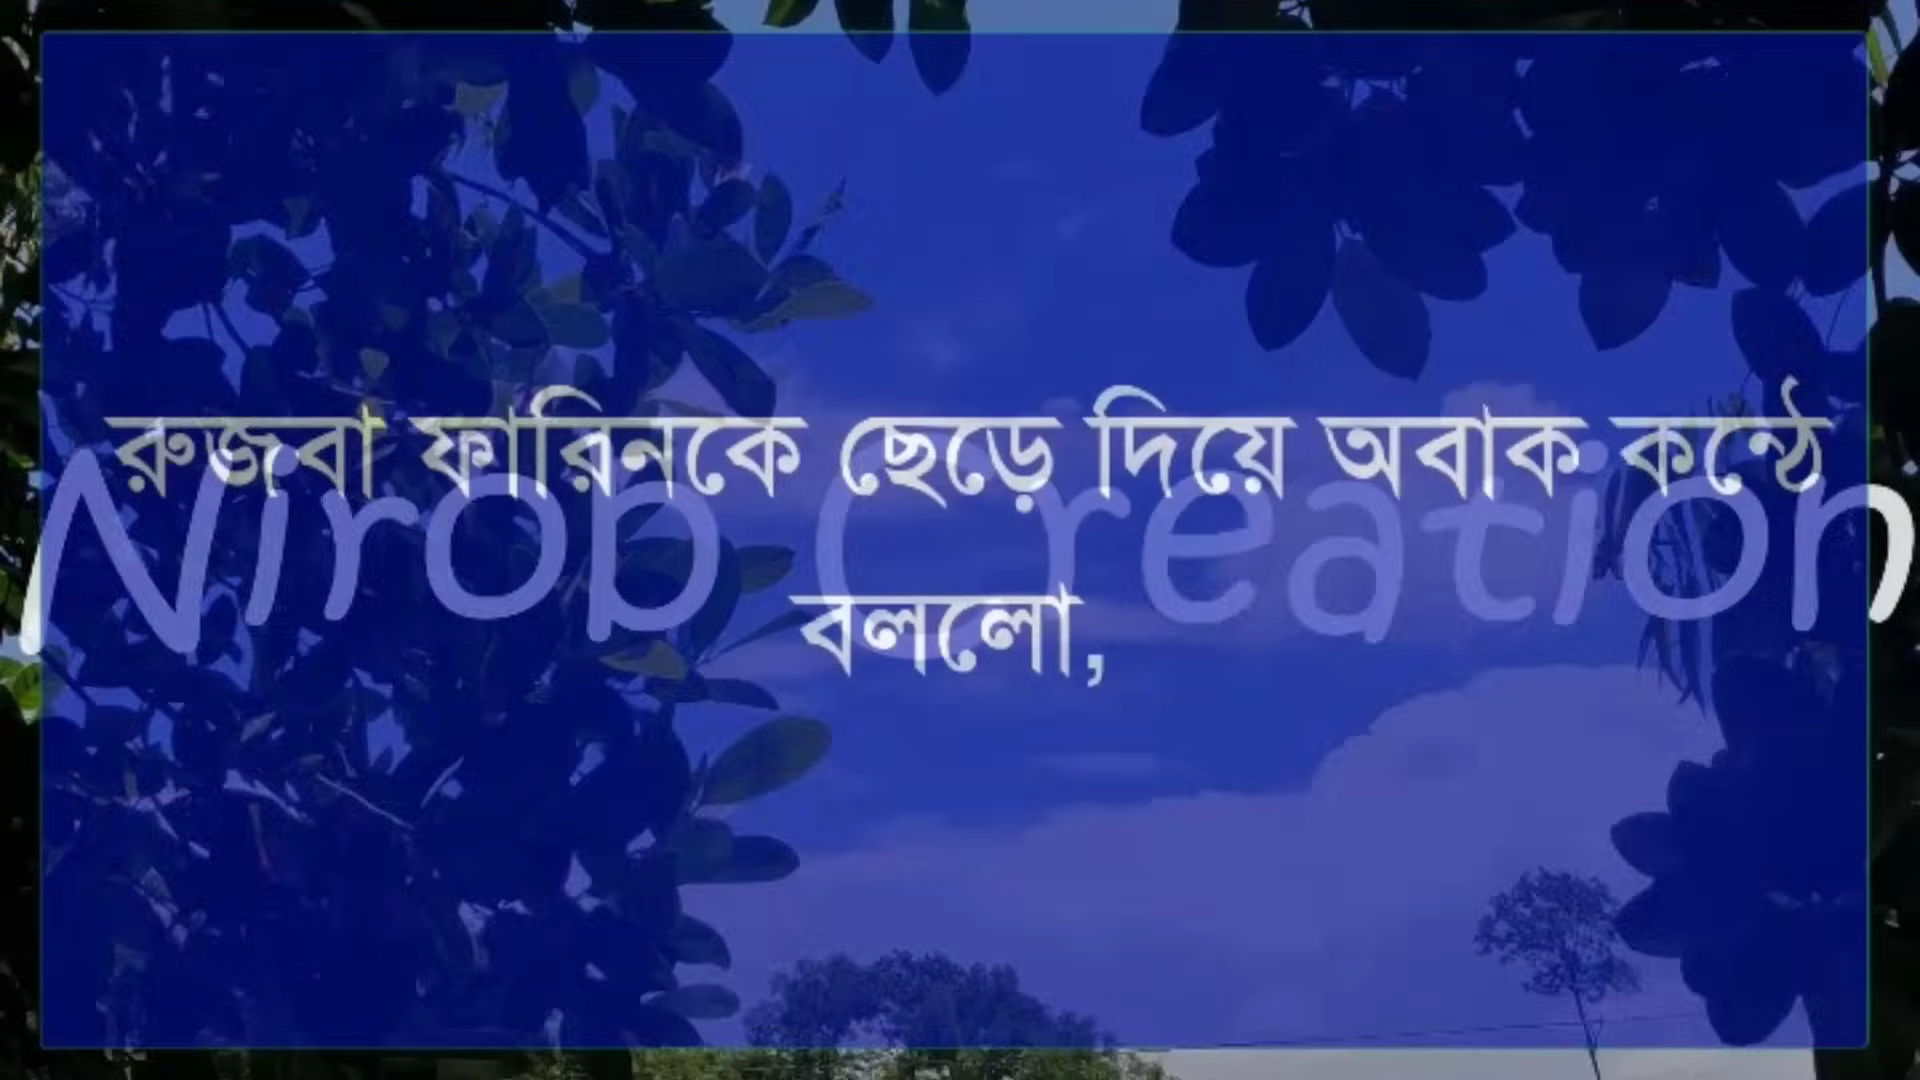 রুজবা ফারিনকে ছেড়ে দিয়ে অবাক কন্ঠে
Nirob Creation
বললো,